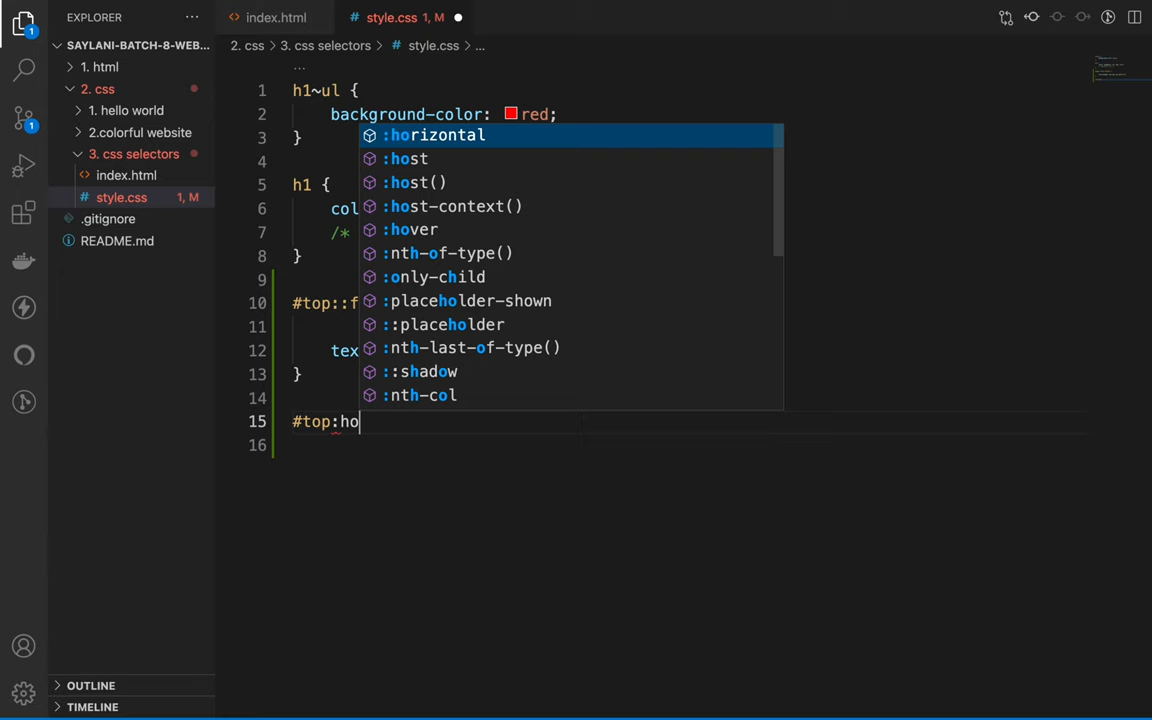 EXPLORER ...
index.html
style.css 1, M
SAYLANI-BATCH-8-WEB...
1. html
2. css
1. hello world
2.colorful website
3. css selectors
index.html
style.css 1, M
.gitignore
README.md
OUTLINE
TIMELINE
2. css > 3. css selectors > # style.css > ...
...
1 h1~ul {
2 background-color: red;
3 }
4
5 h1 {
6 col
7 /*
8 }
9
10 #top::f
11
12 tex
13 }
14
15 #top:ho
16
:horizontal
:host
:host()
:host-context()
:hover
:nth-of-type()
:only-child
:placeholder-shown
::placeholder
:nth-last-of-type()
::shadow
:nth-col
1
1